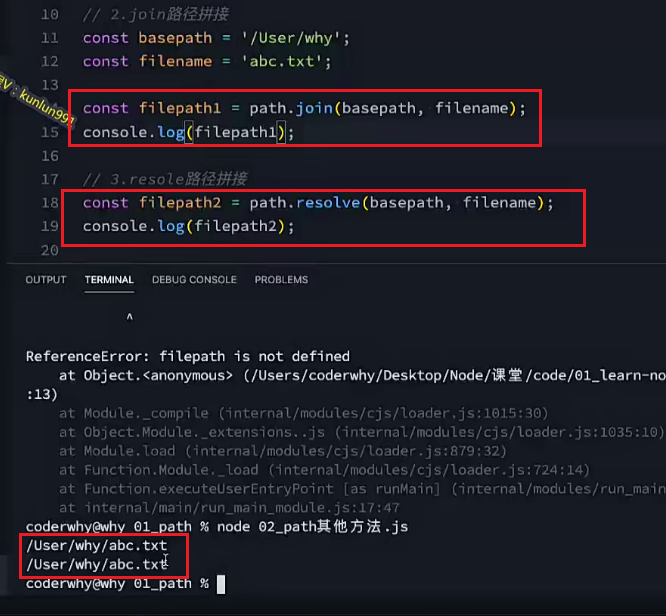 10 // 2.join路径拼接
11 const basepath = '/User/why';
12 const filename = 'abc.txt';
13
const filepath1 = path.join(basepath, filename);
15 console.log(filepath1);
16
17 // 3.resole路径拼接
18 const filepath2 = path.resolve(basepath, filename);
19 console.log(filepath2);
20
V：kunlun991
OUTPUT TERMINAL DEBUG CONSOLE PROBLEMS
^
ReferenceError: filepath is not defined
at Object.<anonymous> (/Users/coderwhy/Desktop/Node/课堂/code/01_learn-no
:13)
at Module._compile (internal/modules/cjs/loader.js:1015:30)
at Object.Module._extensions..js (internal/modules/cjs/loader.js:1035:10)
at Module.load (internal/modules/cjs/loader.js:879:32)
at Function.Module._load (internal/modules/cjs/loader.js:724:14)
at Function.executeUserEntryPoint [as runMain] (internal/modules/run_main
at internal/main/run_main_module.js:17:47
coderwhy@why 01_path % node 02_path其他方法.js
/User/why/abc.txt
/User/why/abc.txt
coderwhy@why 01_path %